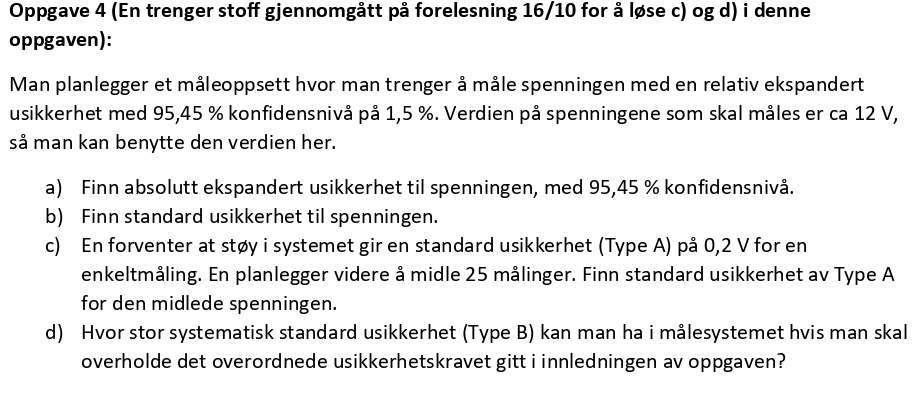 Oppgave 4 (En trenger stoff gjennomgått på forelesning 16/10 for å løse c) og d) i denne
oppgaven):
Man planlegger et måleoppsett hvor man trenger å måle spenningen med en relativ ekspandert
usikkerhet med 95,45 % konfidensnivå på 1,5 %. Verdien på spenningene som skal måles er ca 12 V,
så man kan benytte den verdien her.
a) Finn absolutt ekspandert usikkerhet til spenningen, med 95,45 % konfidensnivå.
b) Finn standard usikkerhet til spenningen.
c) En forventer at støy i systemet gir en standard usikkerhet (Type A) på 0,2 V for en
enkeltmåling. En planlegger videre å midle 25 målinger. Finn standard usikkerhet av Type A
for den midlede spenningen.
d) Hvor stor systematisk standard usikkerhet (Type B) kan man ha i målesystemet hvis man skal
overholde det overordnede usikkerhetskravet gitt i innledningen av oppgaven?